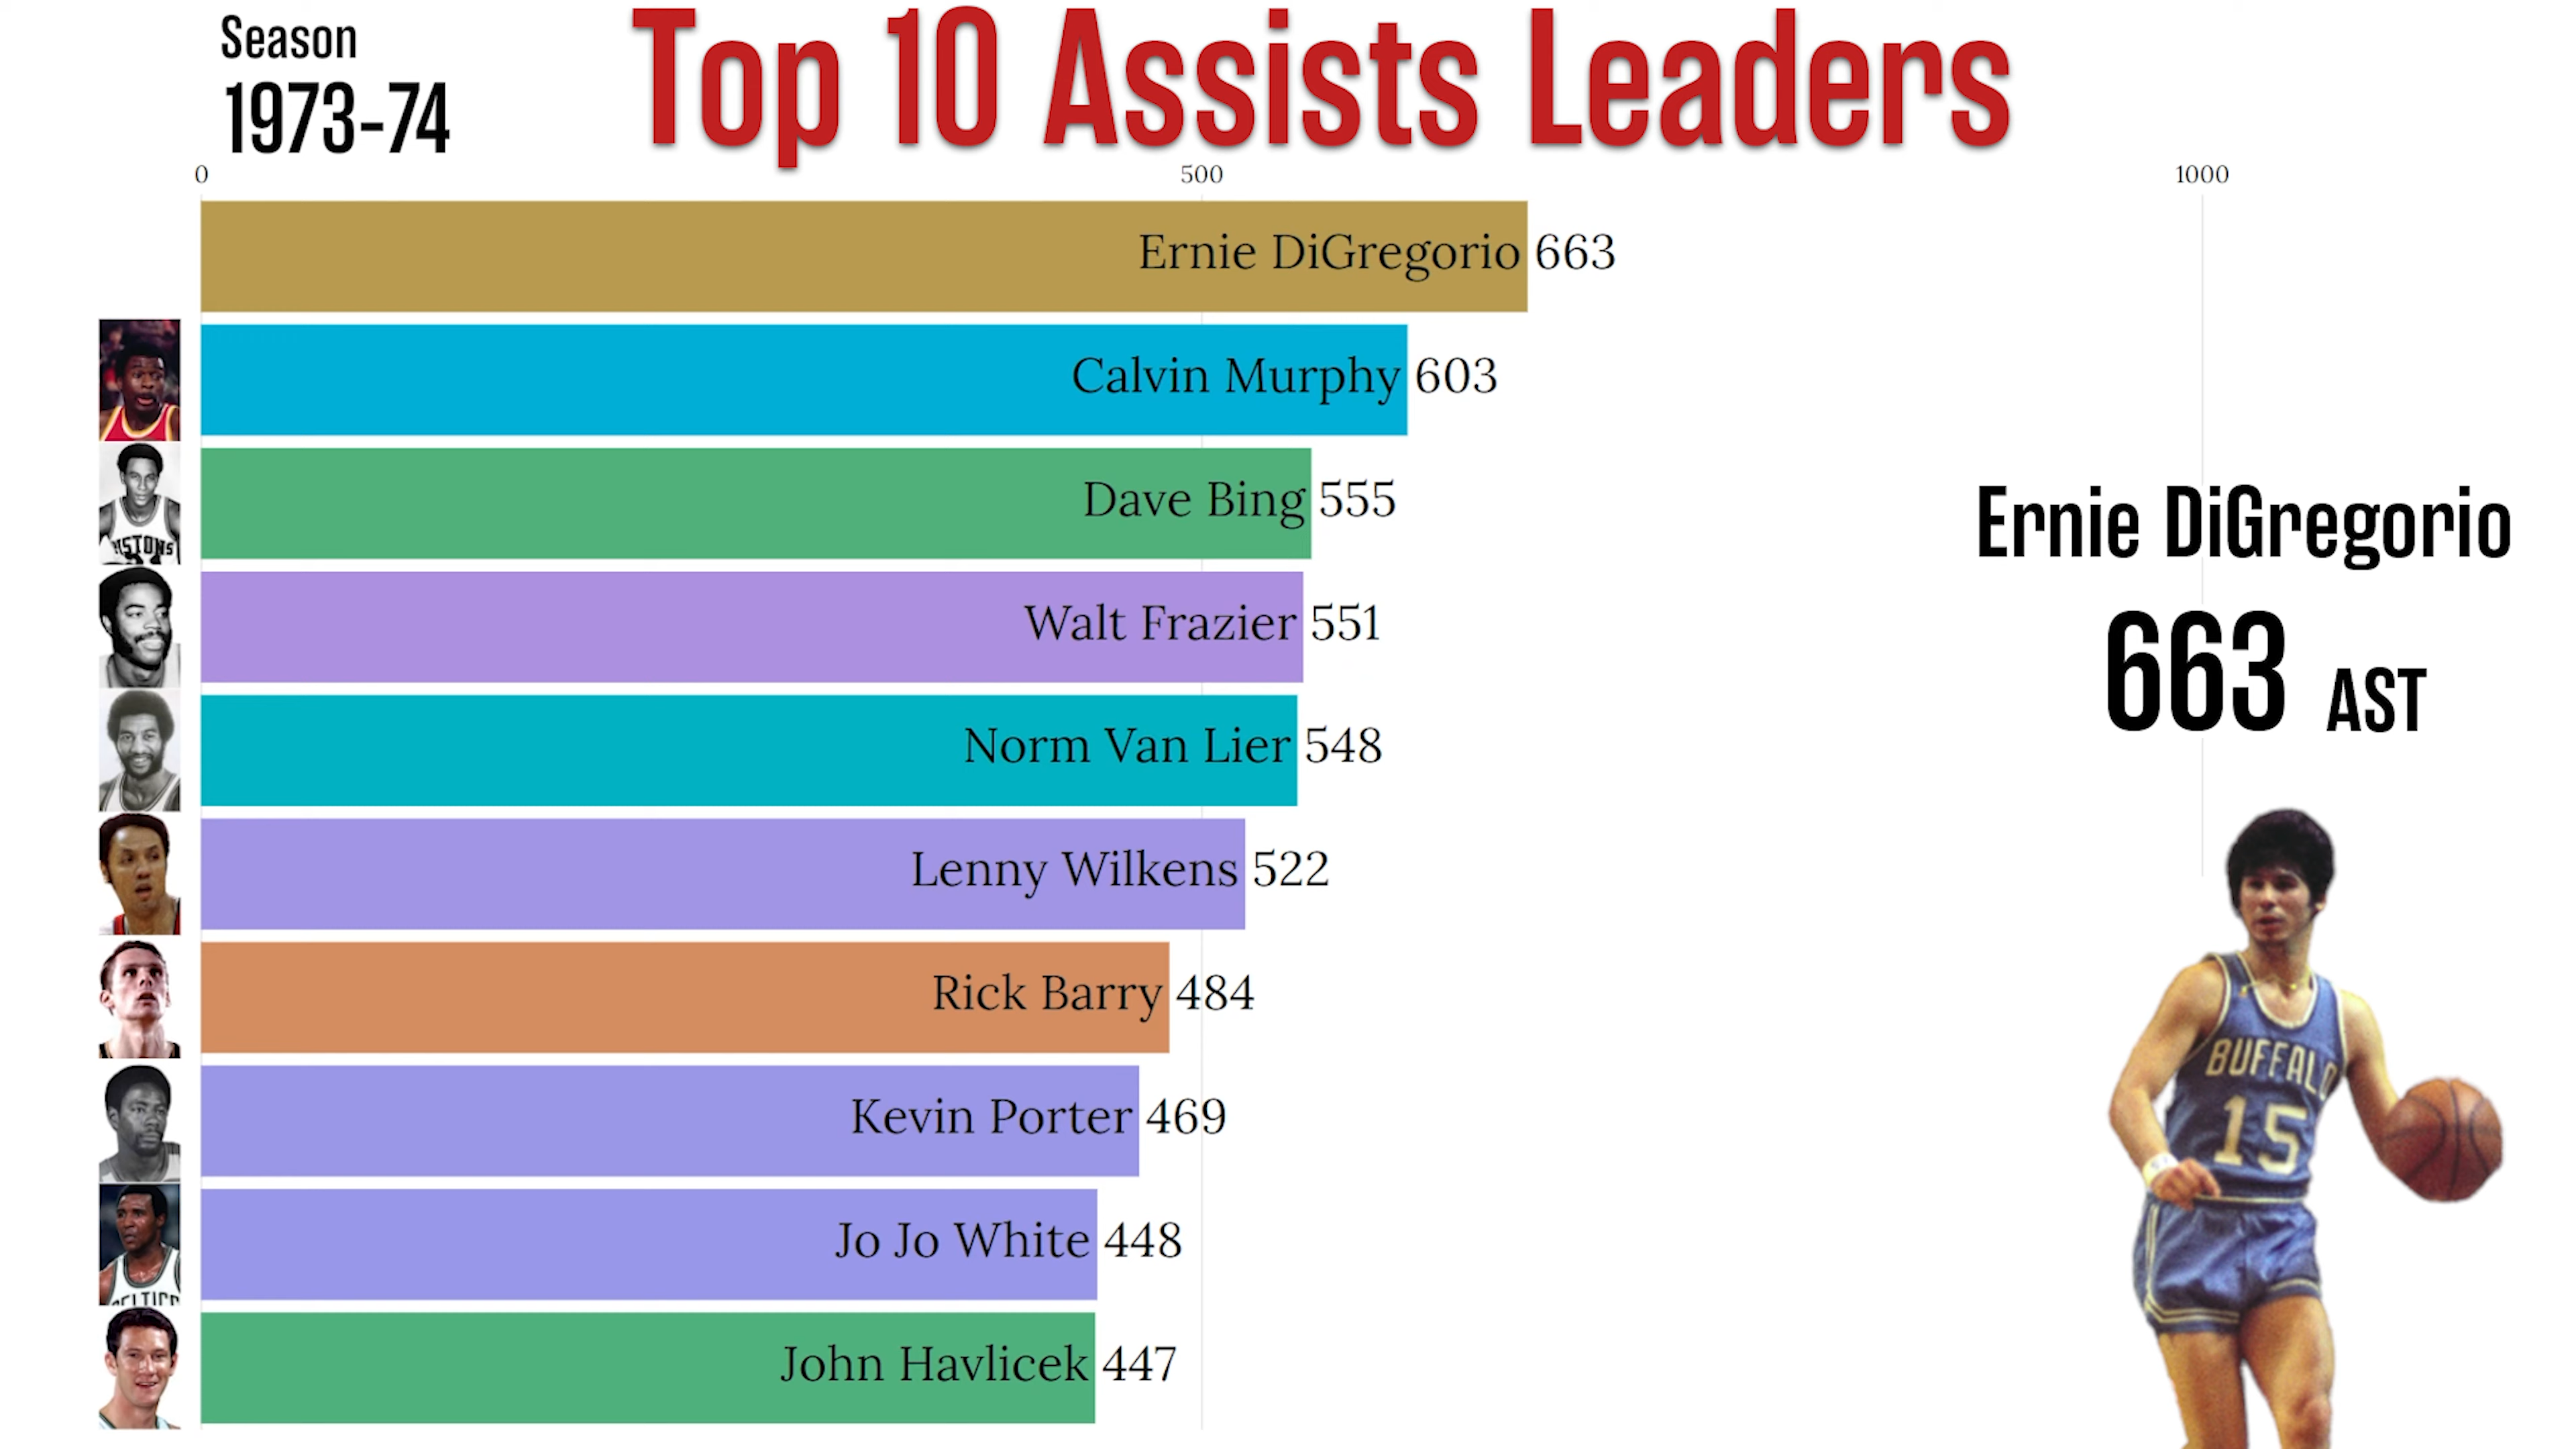 Season
1973-74
Top 10 Assists Leaders
0 500 1000
Ernie DiGregorio 663
Calvin Murphy 603
Dave Bing 555
Walt Frazier 551
Norm Van Lier 548
Lenny Wilkens 522
Rick Barry 484
Kevin Porter 469
Jo Jo White 448
John Havlicek 447
Ernie DiGregorio
663 AST
BUFFALO
15